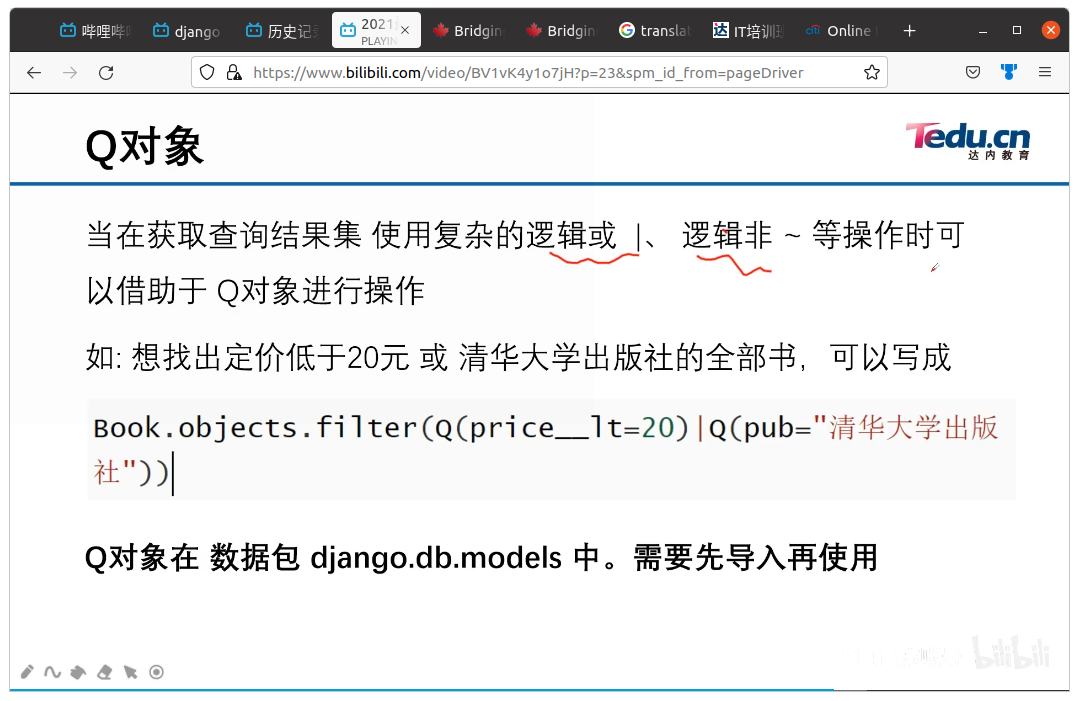 哔哩哔哩
django
历史记录
2021
PLAYIN
Bridgin
Bridgin
translat
IT培训班
Online
https://www.bilibili.com/video/BV1vK4y1o7jH?p=23&spm_id_from=pageDriver
Q对象
Tedu.cn
达内教育
当在获取查询结果集 使用复杂的逻辑或 |、 逻辑非 ~ 等操作时可
以借助于 Q对象进行操作
如: 想找出定价低于20元 或 清华大学出版社的全部书，可以写成
Book.objects.filter(Q(price__lt=20)|Q(pub="清华大学出版
社"))
Q对象在 数据包 django.db.models 中。需要先导入再使用
bilibili